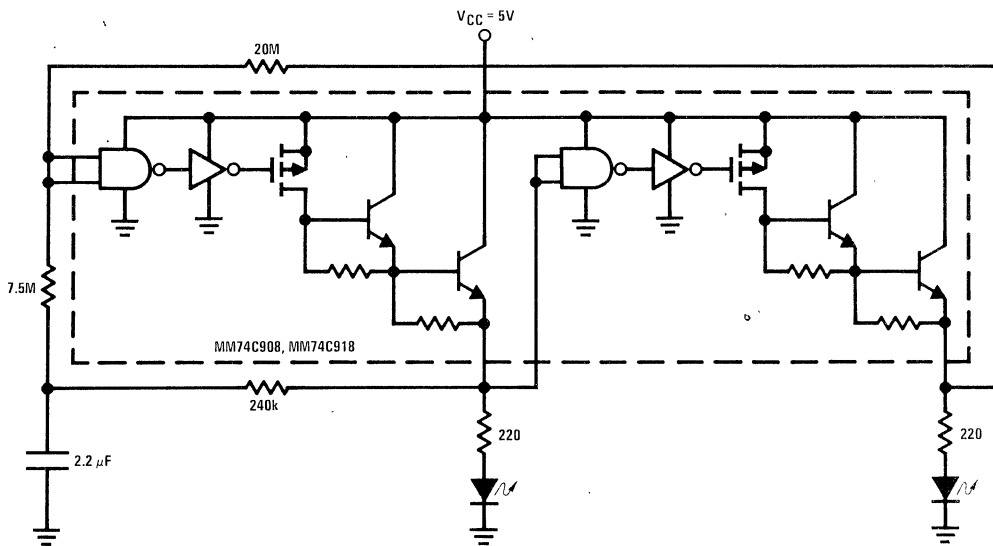 V_CC = 5V
20M
7.5M
MM74C908, MM74C918
240k
220
220
2.2 μF